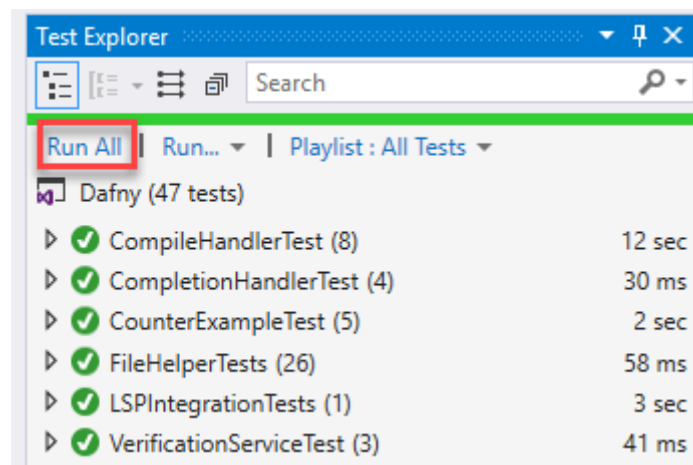 Test Explorer
Search
Run All | Run... | Playlist : All Tests
Dafny (47 tests)
CompileHandlerTest (8) 12 sec
CompletionHandlerTest (4) 30 ms
CounterExampleTest (5) 2 sec
FileHelperTests (26) 58 ms
LSPIntegrationTests (1) 3 sec
VerificationServiceTest (3) 41 ms